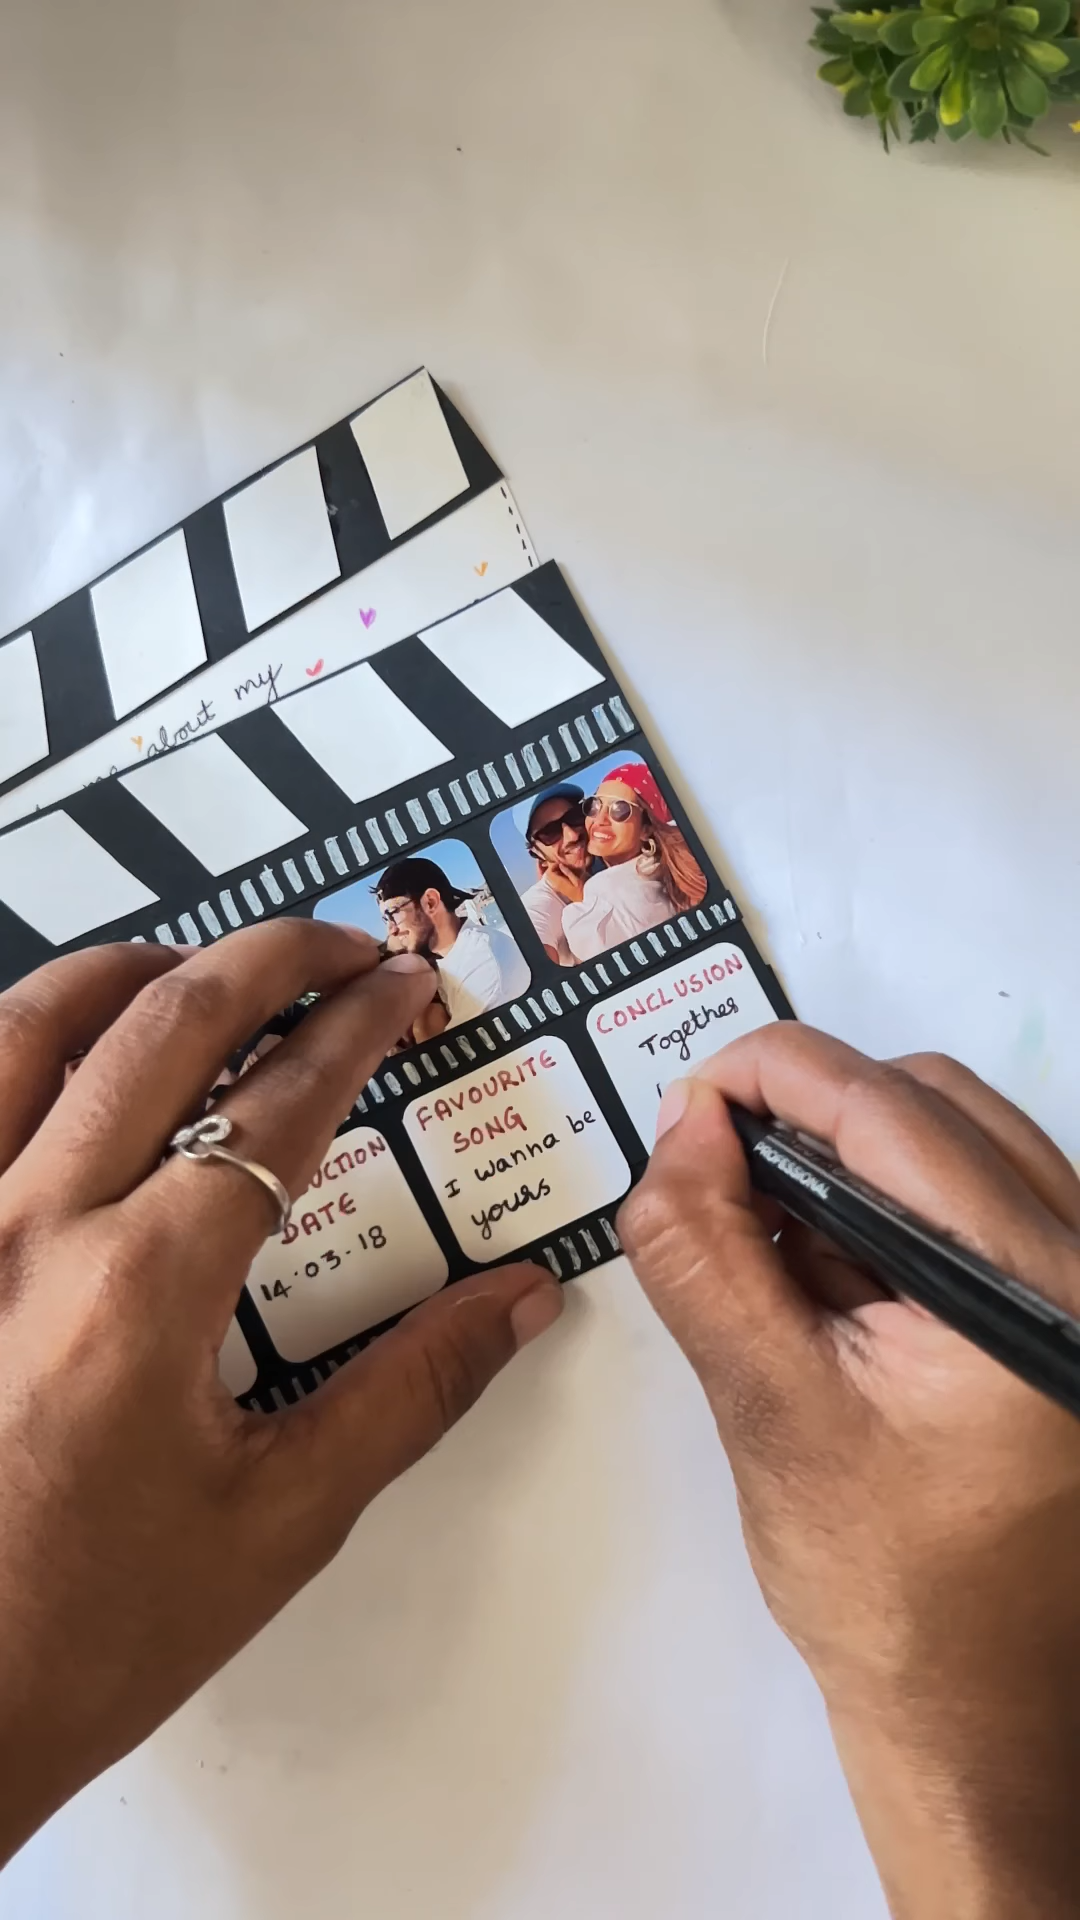 about my
CONCLUSION
Together
FAVOURITE
SONG
I wanna be
yours
DATE
14.03.18
PROFESSIONAL